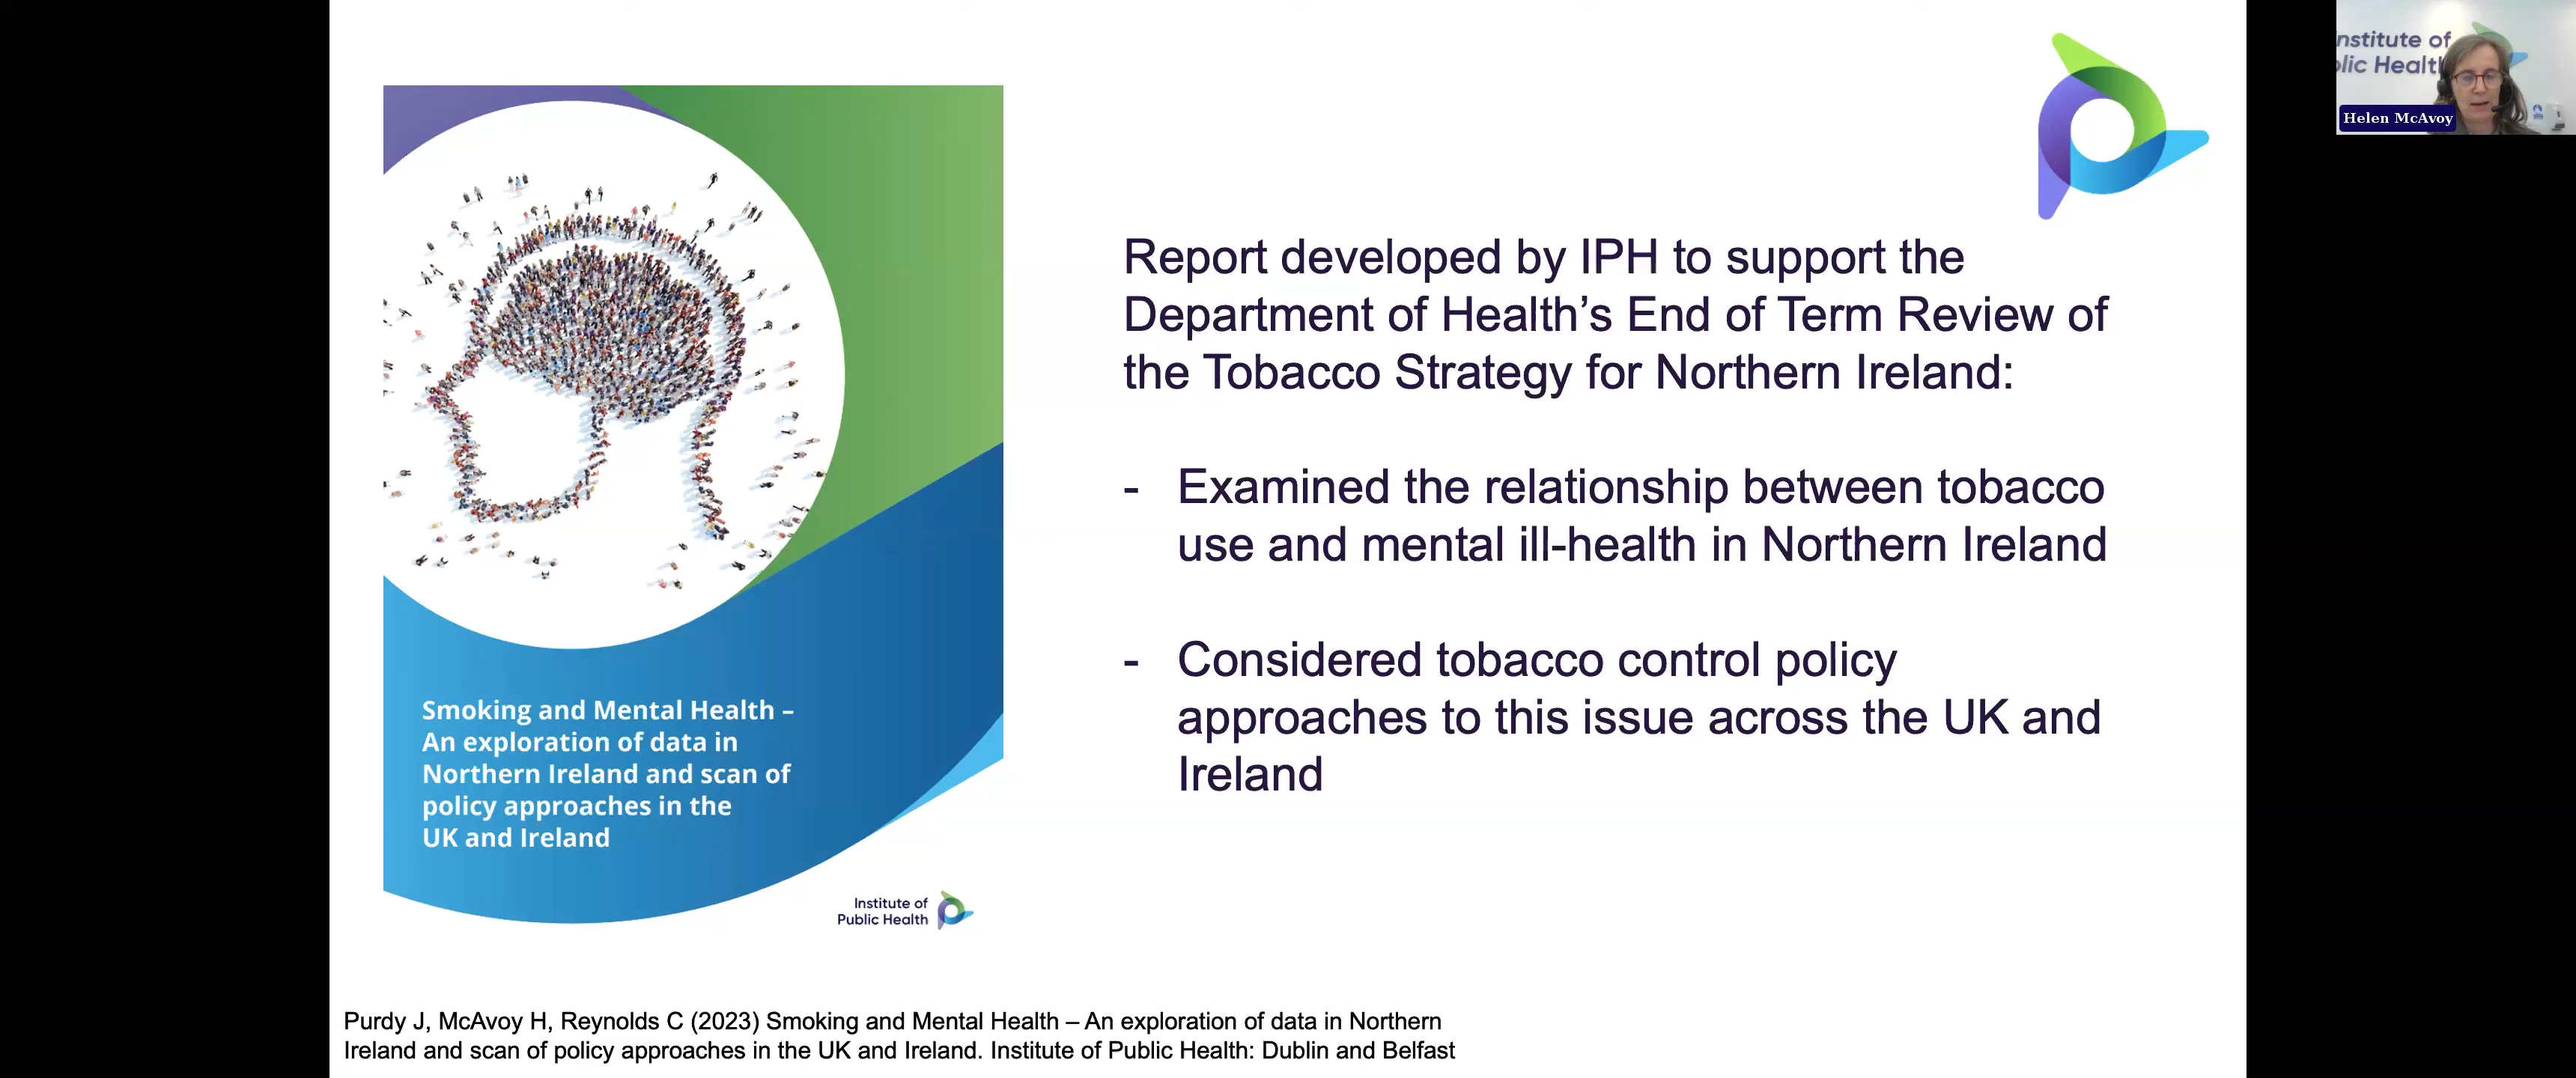 Report developed by IPH to support the
Department of Health’s End of Term Review of
the Tobacco Strategy for Northern Ireland:
- Examined the relationship between tobacco
use and mental ill-health in Northern Ireland
- Considered tobacco control policy
approaches to this issue across the UK and
Ireland
Smoking and Mental Health –
An exploration of data in
Northern Ireland and scan of
policy approaches in the
UK and Ireland
Institute of
Public Health
Purdy J, McAvoy H, Reynolds C (2023) Smoking and Mental Health – An exploration of data in Northern
Ireland and scan of policy approaches in the UK and Ireland. Institute of Public Health: Dublin and Belfast
nstitute of
lic Healt
Helen McAvoy